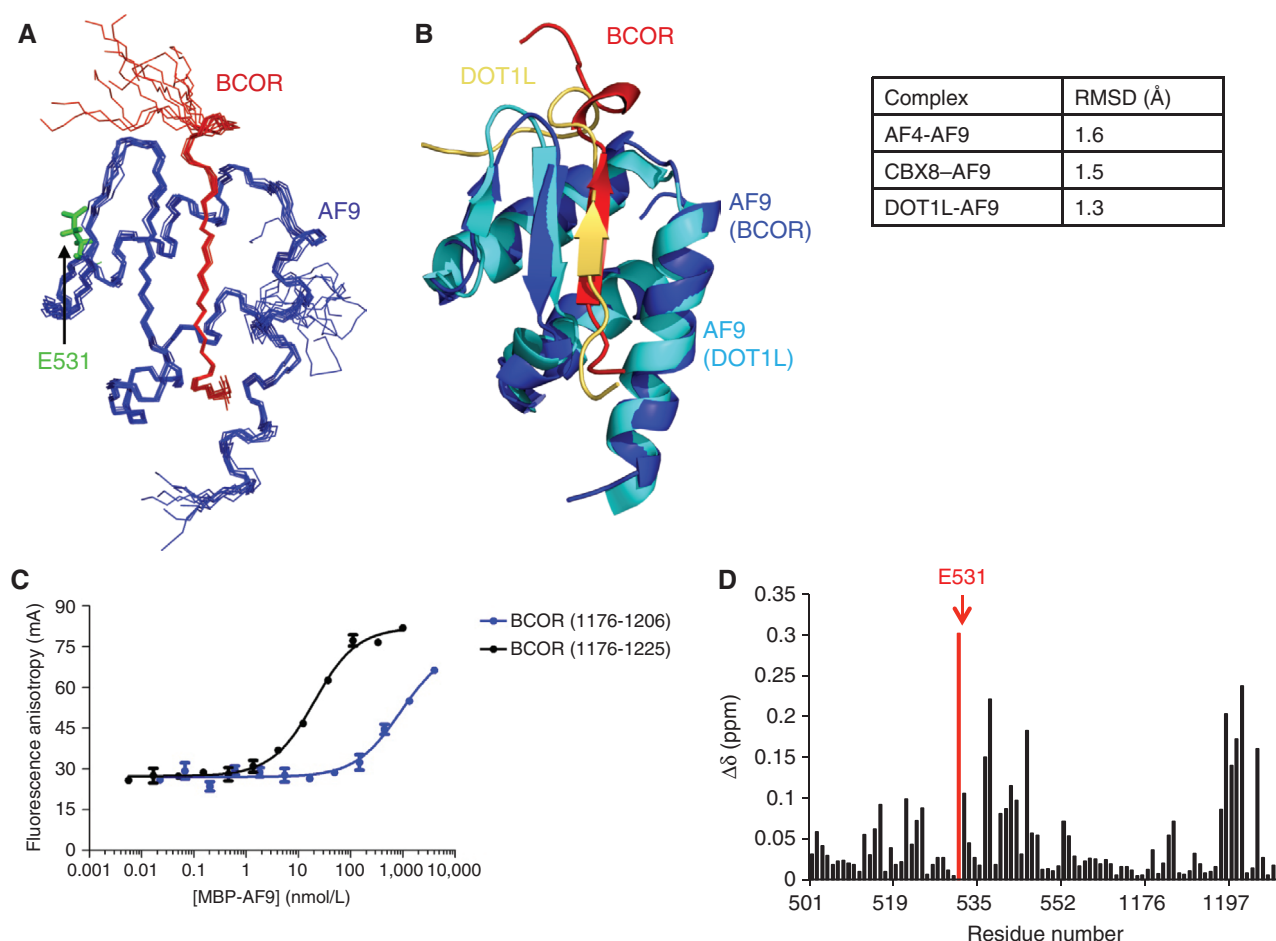 A
BCOR
AF9
E531
B
BCOR
DOT1L
AF9
(BCOR)
AF9
(DOT1L)
Complex RMSD (Å)
AF4-AF9 1.6
CBX8–AF9 1.5
DOT1L-AF9 1.3
C
Fluorescence anisotropy (mA)
90
75
60
45
30
15
0
0.001 0.01 0.1 1 10 100 1,000 10,000
[MBP-AF9] (nmol/L)
BCOR (1176-1206)
BCOR (1176-1225)
D
E531
Δδ (ppm)
0.35
0.3
0.25
0.2
0.15
0.1
0.05
0
501 519 535 552 1176 1197
Residue number